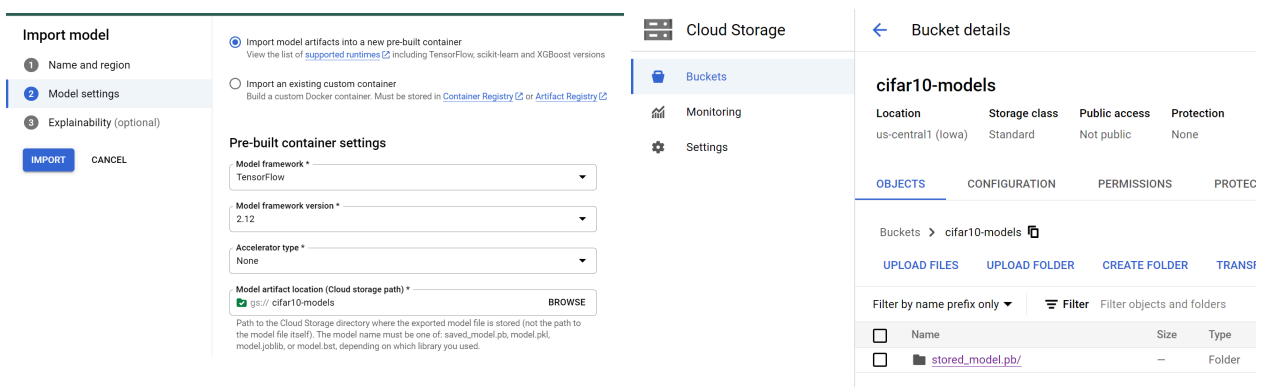 Import model
1 Name and region
2 Model settings
3 Explainability (optional)
IMPORT CANCEL
Import model artifacts into a new pre-built container
View the list of supported runtimes including TensorFlow, scikit-learn and XGBoost versions
Import an existing custom container
Build a custom Docker container. Must be stored in Container Registry or Artifact Registry
Pre-built container settings
Model framework *
TensorFlow
Model framework version *
2.12
Accelerator type *
None
Model artifact location (Cloud storage path) *
gs:// cifar10-models BROWSE
Path to the Cloud Storage directory where the exported model file is stored (not the path to
the model file itself). The model name must be one of: saved_model.pb, model.pkl,
model.joblib, or model.bst, depending on which library you used.
Cloud Storage
Buckets
Monitoring
Settings
Bucket details
cifar10-models
Location Storage class Public access Protection
us-central1 (Iowa) Standard Not public None
OBJECTS CONFIGURATION PERMISSIONS PROTEC
Buckets > cifar10-models
UPLOAD FILES UPLOAD FOLDER CREATE FOLDER TRANSF
Filter by name prefix only Filter Filter objects and folders
Name Size Type
stored_model.pb/ — Folder